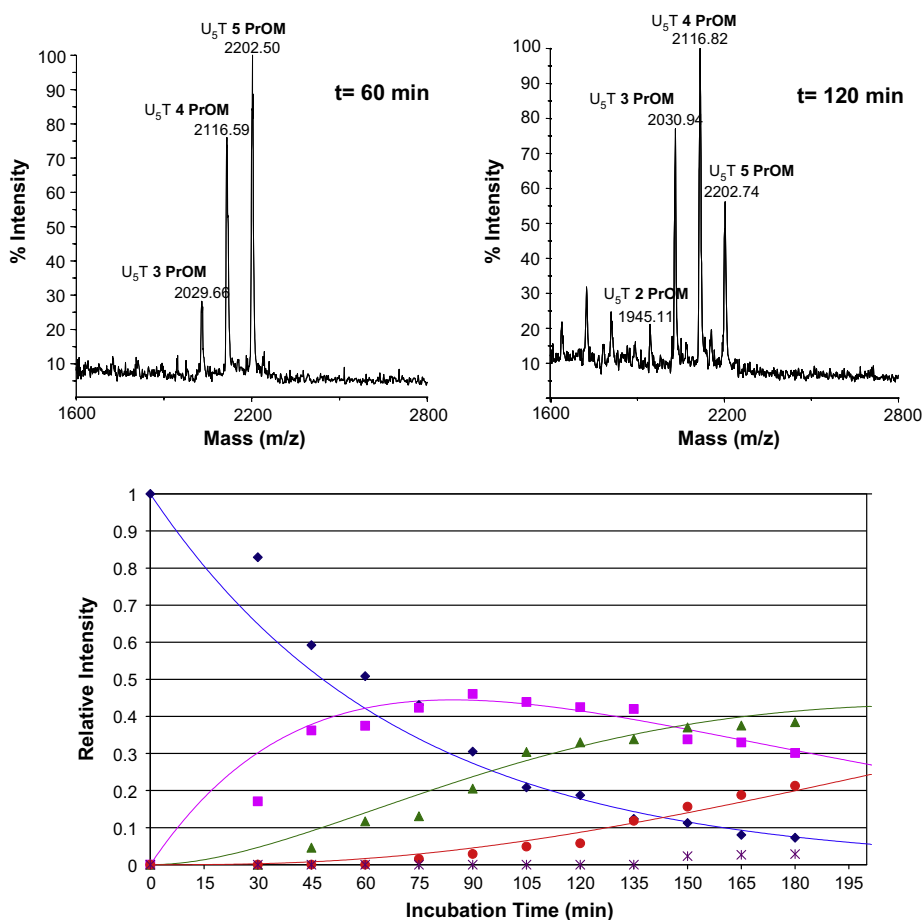 U₅T 5 PrOM
2202.50
t= 60 min
U₅T 4 PrOM
2116.59
U₅T 3 PrOM
2029.66
% Intensity
100
90
80
70
60
50
40
30
20
10
1600
2200
2800
Mass (m/z)
U₅T 4 PrOM
2116.82
t= 120 min
U₅T 3 PrOM
2030.94
U₅T 5 PrOM
2202.74
U₅T 2 PrOM
1945.11
% Intensity
100
90
80
70
60
50
40
30
20
10
1600
2200
2800
Mass (m/z)
Relative Intensity
1
0.9
0.8
0.7
0.6
0.5
0.4
0.3
0.2
0.1
0
0 15 30 45 60 75 90 105 120 135 150 165 180 195
Incubation Time (min)